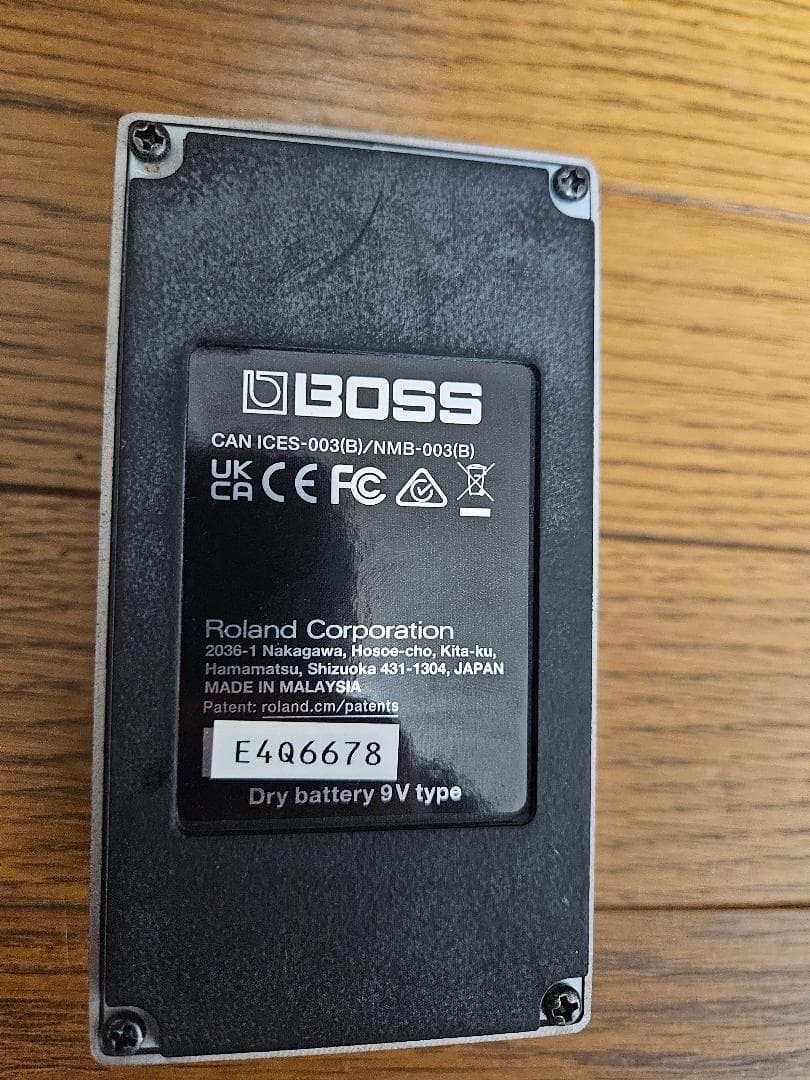 BOSS
CAN ICES-003(B)/NMB-003(B)
UK CA CE FC
Roland Corporation
2036-1 Nakagawa, Hosoe-cho, Kita-ku,
Hamamatsu, Shizuoka 431-1304, JAPAN
MADE IN MALAYSIA
Patent: roland.cm/patents
E4Q6678
Dry battery 9V type